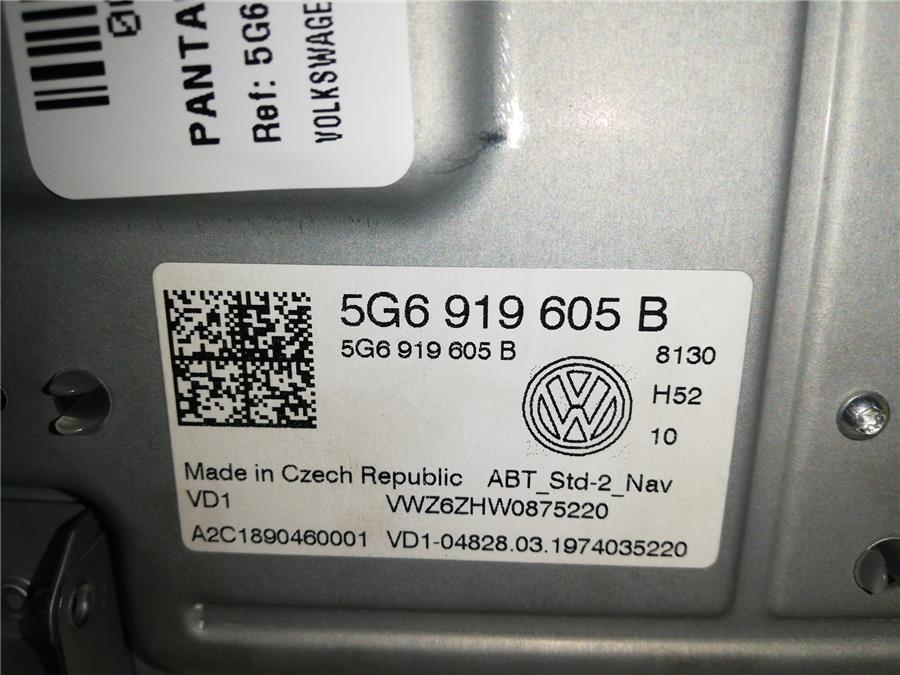 PANTA
Ref: 5G6
VOLKSWAGE
5G6 919 605 B
5G6 919 605 B
8130
H52
10
Made in Czech Republic ABT_Std-2_Nav
VD1 VWZ6ZHW0875220
A2C1890460001 VD1-04828.03.1974035220